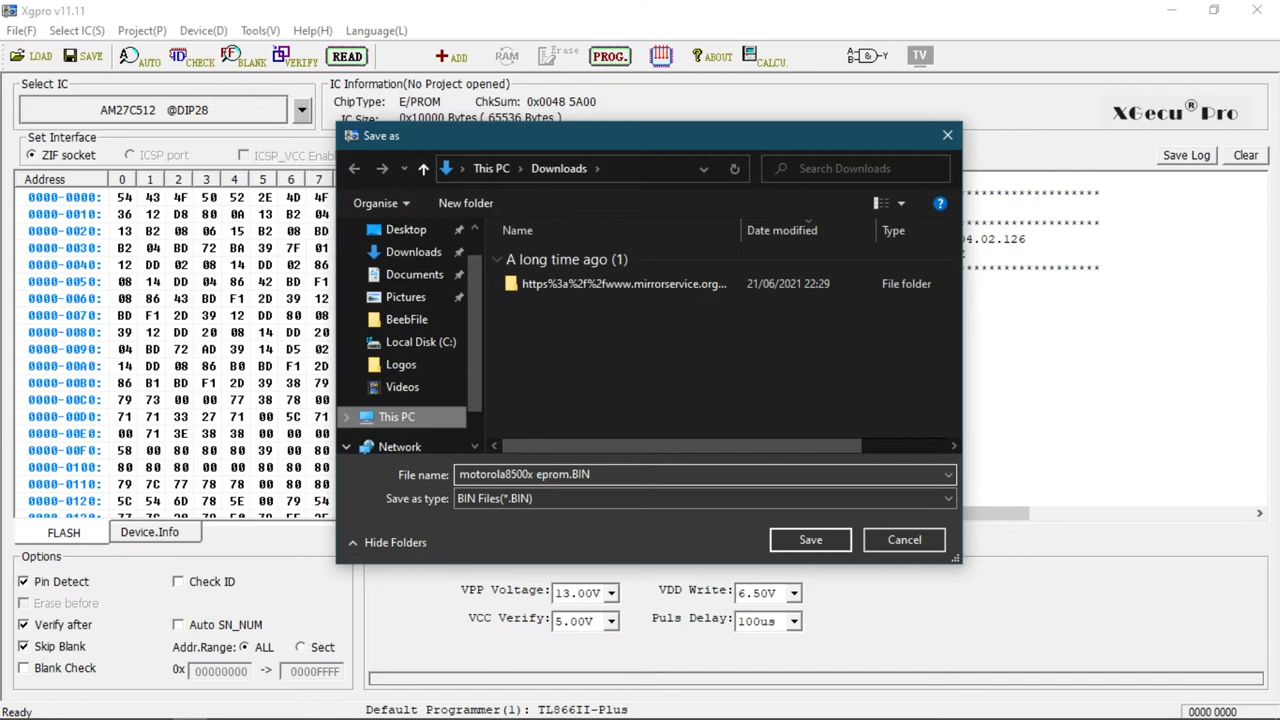 Xgpro v11.11
File(F) Select IC(S) Project(P) Device(D) Tools(V) Help(H) Language(L)
LOAD SAVE AUTO CHECK BLANK VERIFY READ ADD RAM Erase PROG. ABOUT CALCU. TV
Select IC
AM27C512 @DIP28
IC Information(No Project opened)
ChipType: E/PROM ChkSum: 0x0048 5A00
IC Size: 0x10000 Bytes ( 65536 Bytes )
XGecu® Pro
Set Interface
ZIF socket ICSP port ICSP_VCC Enab
Save Log Clear
Address 0 1 2 3 4 5 6 7
0000-0000: 54 43 4F 50 52 2E 4D 4F
0000-0010: 36 12 D8 80 0A 13 B2 04
0000-0020: 13 B2 08 06 15 B2 08 BD
0000-0030: B2 04 BD 72 BA 39 7F 01
0000-0040: 12 DD 02 08 14 DD 02 86
0000-0050: 08 14 DD 08 86 42 BD F1
0000-0060: 08 86 43 BD F1 2D 39 12
0000-0070: BD F1 2D 39 12 DD 80 08
0000-0080: 39 12 DD 20 08 14 DD 20
0000-0090: 04 BD 72 AD 39 14 D5 02
0000-00A0: 14 DD 08 86 B0 BD F1 2D
0000-00B0: 86 B1 BD F1 2D 39 38 79
0000-00C0: 79 73 00 00 77 38 78 00
0000-00D0: 71 71 33 27 71 00 5C 71
0000-00E0: 00 71 3E 38 38 00 00 00
0000-00F0: 58 80 80 80 80 39 00 00
0000-0100: 80 80 80 80 80 80 80 80
0000-0110: 79 7C 77 78 78 00 80 80
0000-0120: 5C 54 6D 78 5E 00 79 54
******************
******************
04.02.126
******************
Save as
This PC Downloads
Search Downloads
Organise New folder
Desktop
Downloads
Documents
Pictures
BeebFile
Local Disk (C:)
Logos
Videos
This PC
Network
Name Date modified Type
A long time ago (1)
https%3a%2f%2fwww.mirrorservice.org... 21/06/2021 22:29 File folder
File name: motorola8500x eprom.BIN
Save as type: BIN Files(*.BIN)
Hide Folders Save Cancel
FLASH Device.Info
Options
Pin Detect Check ID
Erase before
Verify after Auto SN_NUM
Skip Blank Addr.Range: ALL Sect
Blank Check 0x 00000000 -> 0000FFFF
VPP Voltage: 13.00V VDD Write: 6.50V
VCC Verify: 5.00V Puls Delay: 100us
Ready Default Programmer(1): TL866II-Plus 0000 0000